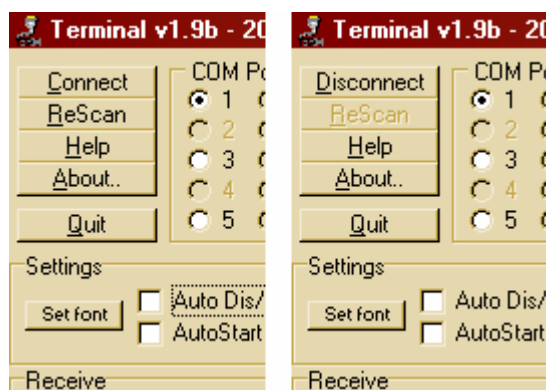 Terminal v1.9b - 20
Connect
ReScan
Help
About..
Quit
COM Po
1
2
3
4
5
Settings
Set font
Auto Dis/
AutoStart
Receive
Terminal v1.9b - 20
Disconnect
ReScan
Help
About..
Quit
COM P
1
2
3
4
5
Settings
Set font
Auto Dis/
AutoStart
Receive